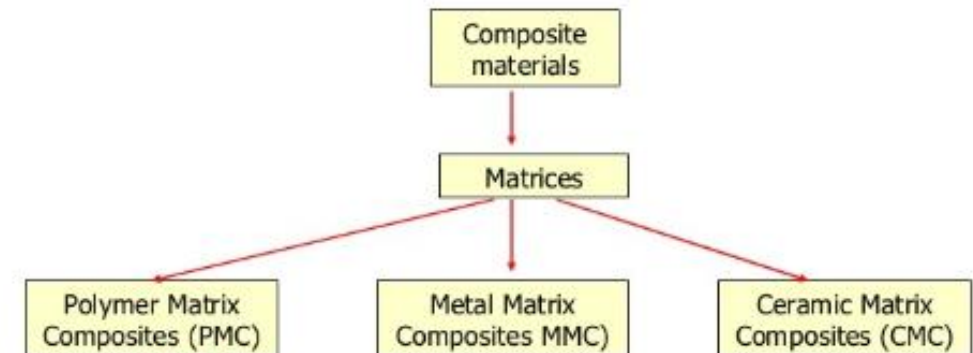 Composite
materials
Matrices
Polymer Matrix
Composites (PMC)
Metal Matrix
Composites MMC)
Ceramic Matrix
Composites (CMC)